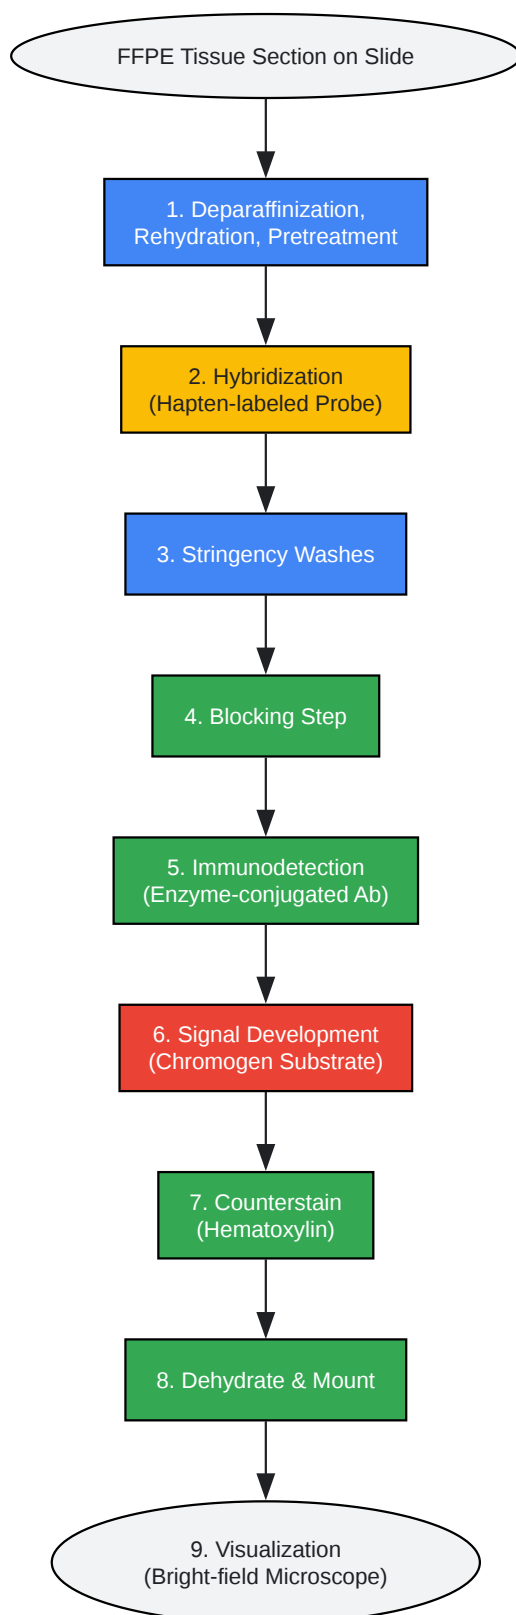 FFPE Tissue Section on Slide
1. Deparaffinization,
Rehydration, Pretreatment
2. Hybridization
(Hapten-labeled Probe)
3. Stringency Washes
4. Blocking Step
5. Immunodetection
(Enzyme-conjugated Ab)
6. Signal Development
(Chromogen Substrate)
7. Counterstain
(Hematoxylin)
8. Dehydrate & Mount
9. Visualization
(Bright-field Microscope)